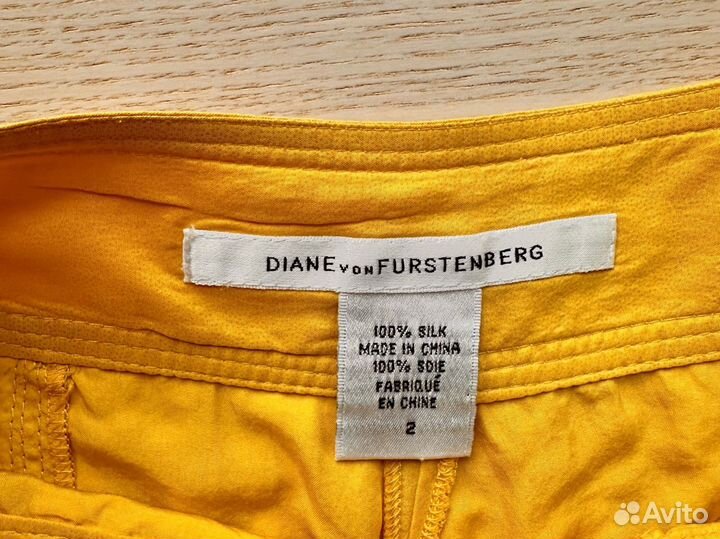 DIANE VON FURSTENBERG
100% SILK
MADE IN CHINA
100% SOIE
FABRIQUÉ
EN CHINE
2
Avito